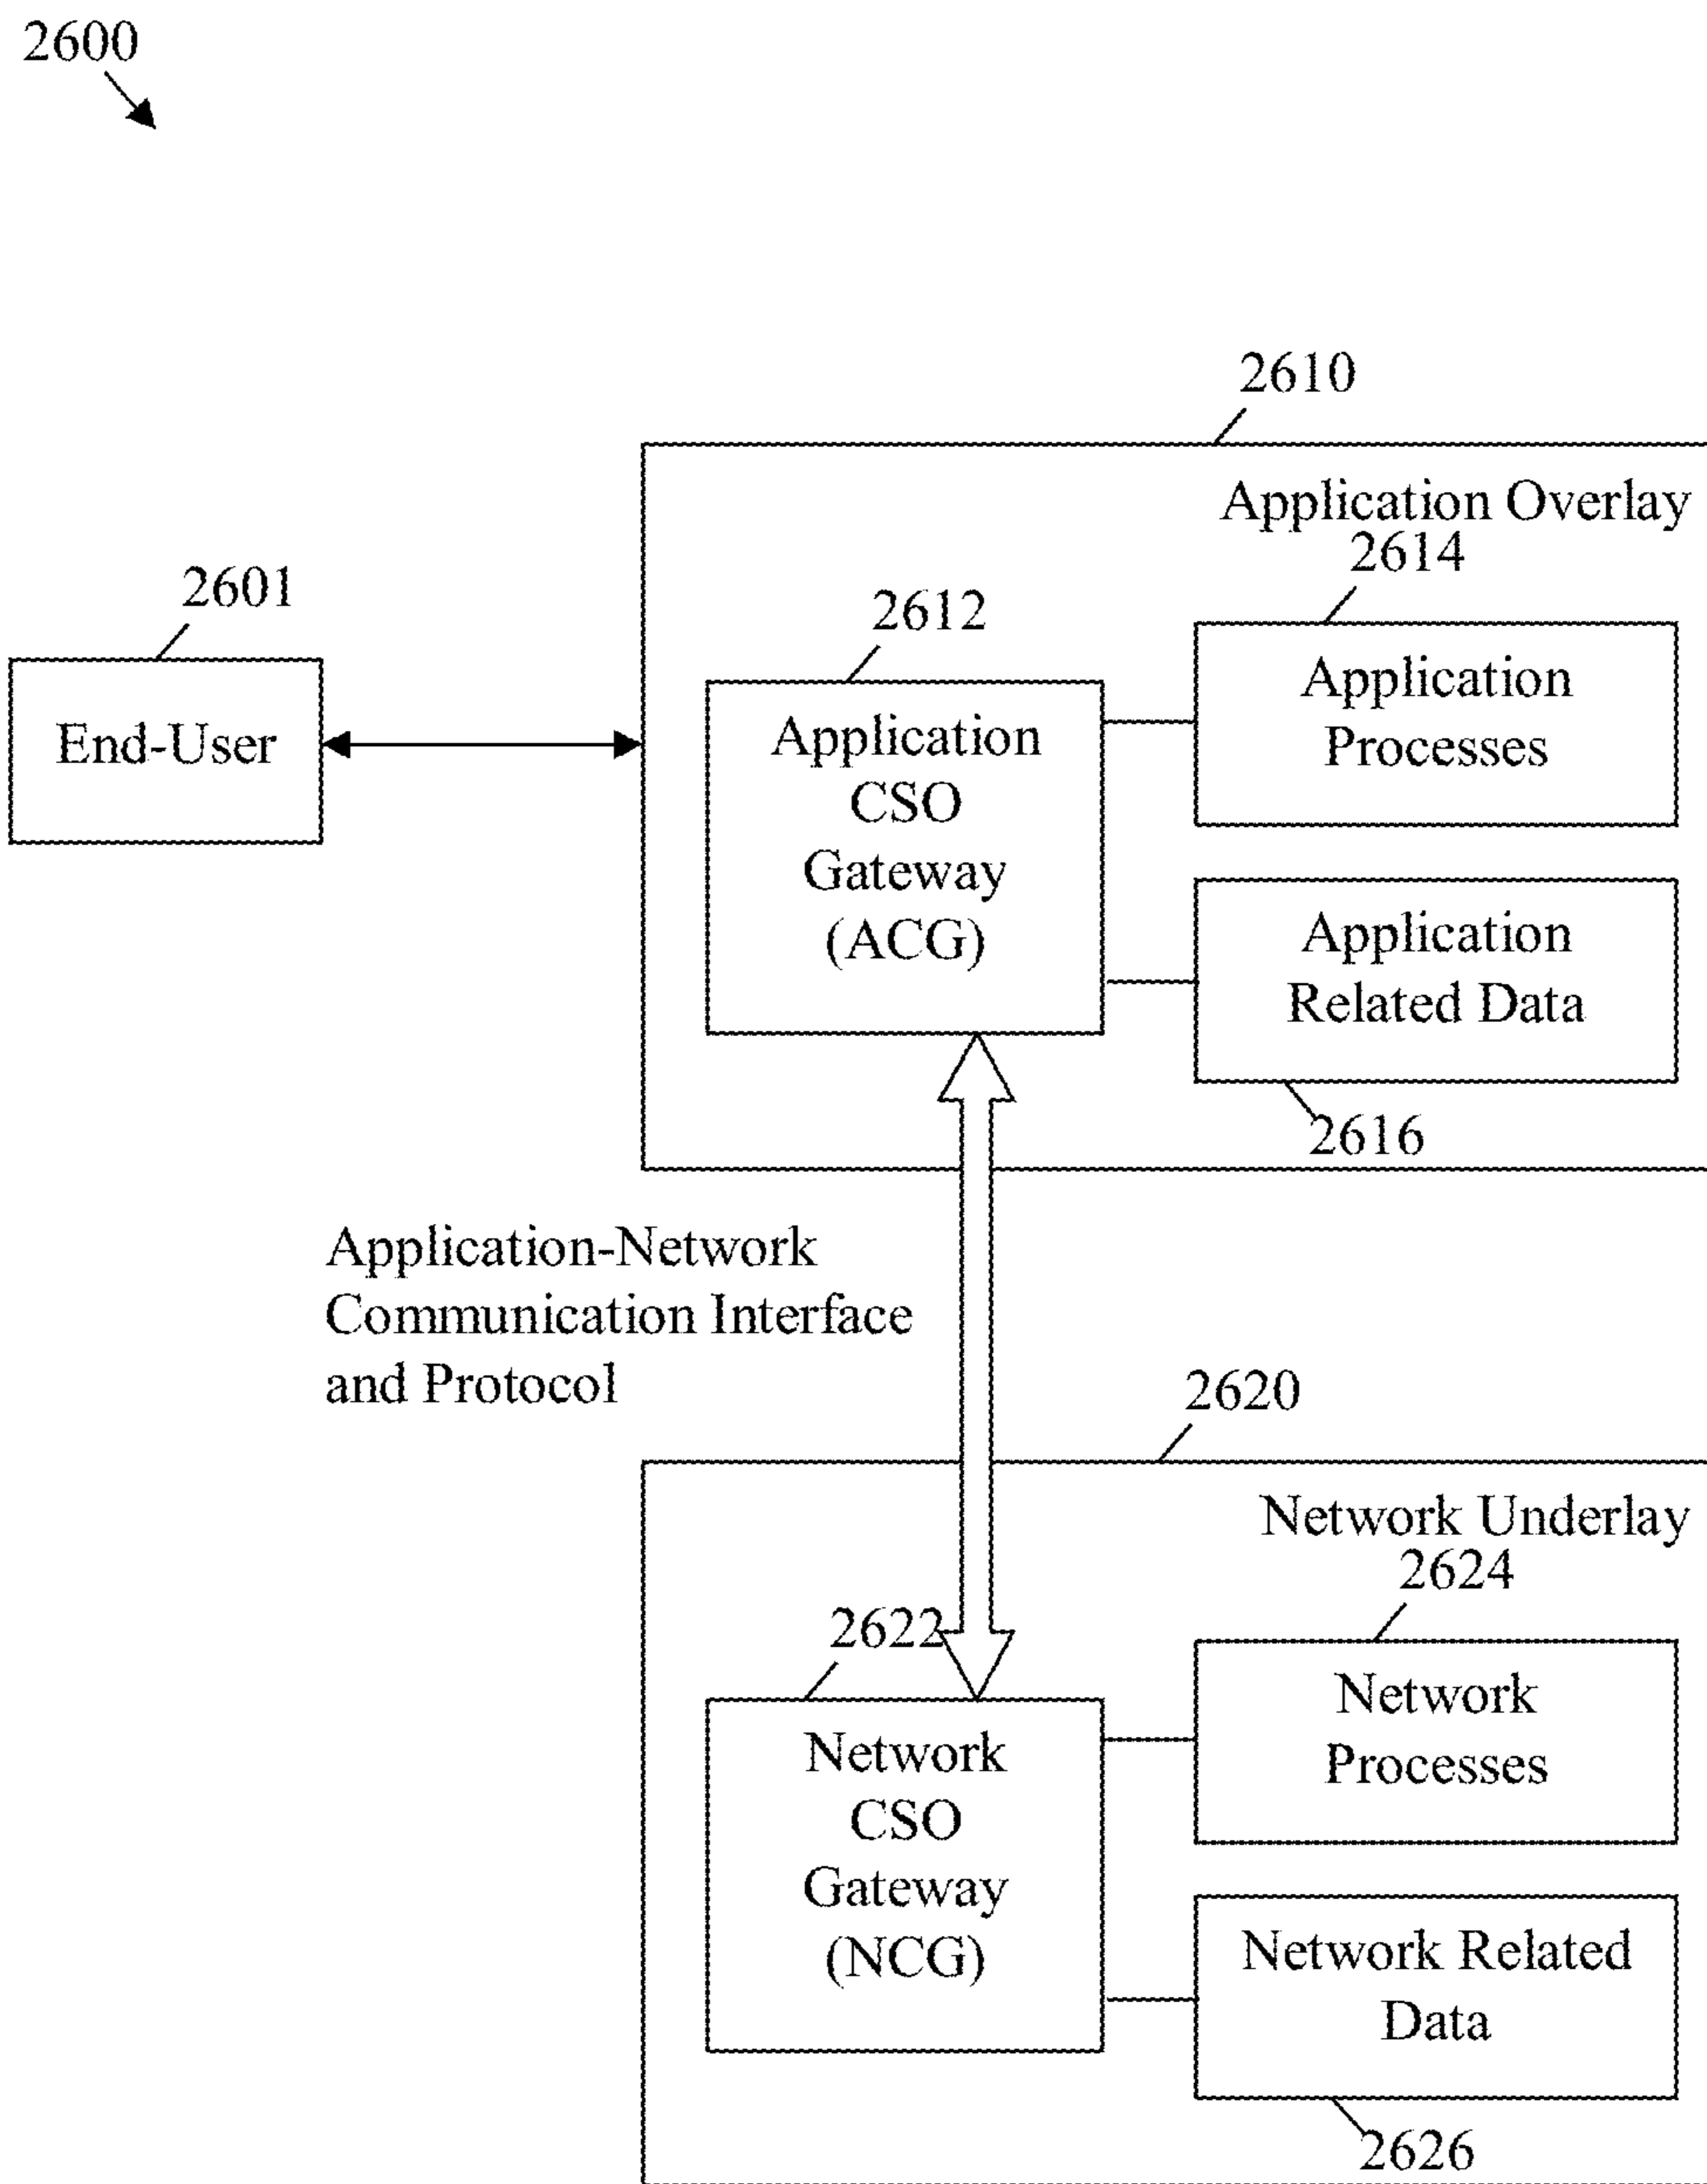 2600
2610
Application Overlay
2614
2601
2612
Application
Processes
End-User
Application
CSO
Gateway
(ACG)
Application
Related Data
2616
Application-Network
Communication Interface
and Protocol
2620
Network Underlay
2624
2622
Network
Processes
Network
CSO
Gateway
(NCG)
Network Related
Data
2626